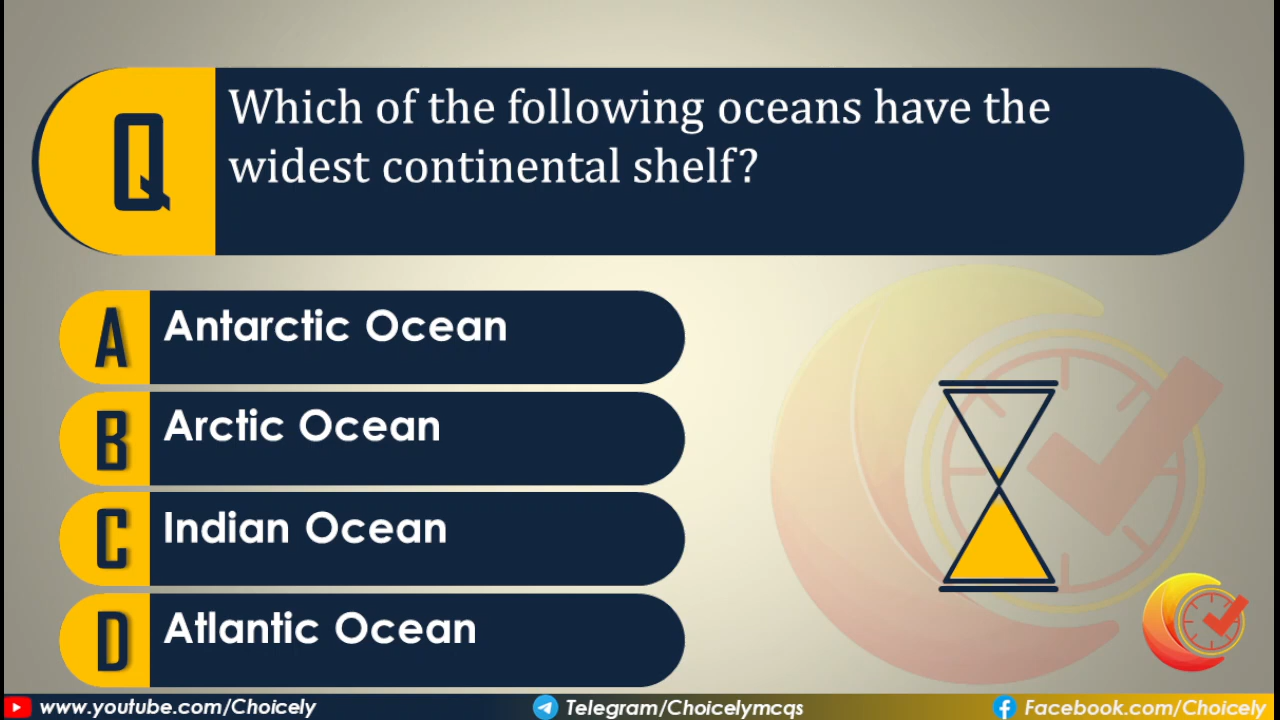 Q
Which of the following oceans have the
widest continental shelf?
A
Antarctic Ocean
B
Arctic Ocean
C
Indian Ocean
D
Atlantic Ocean
www.youtube.com/Choicely
Telegram/Choicelymcqs
Facebook.com/Choicely